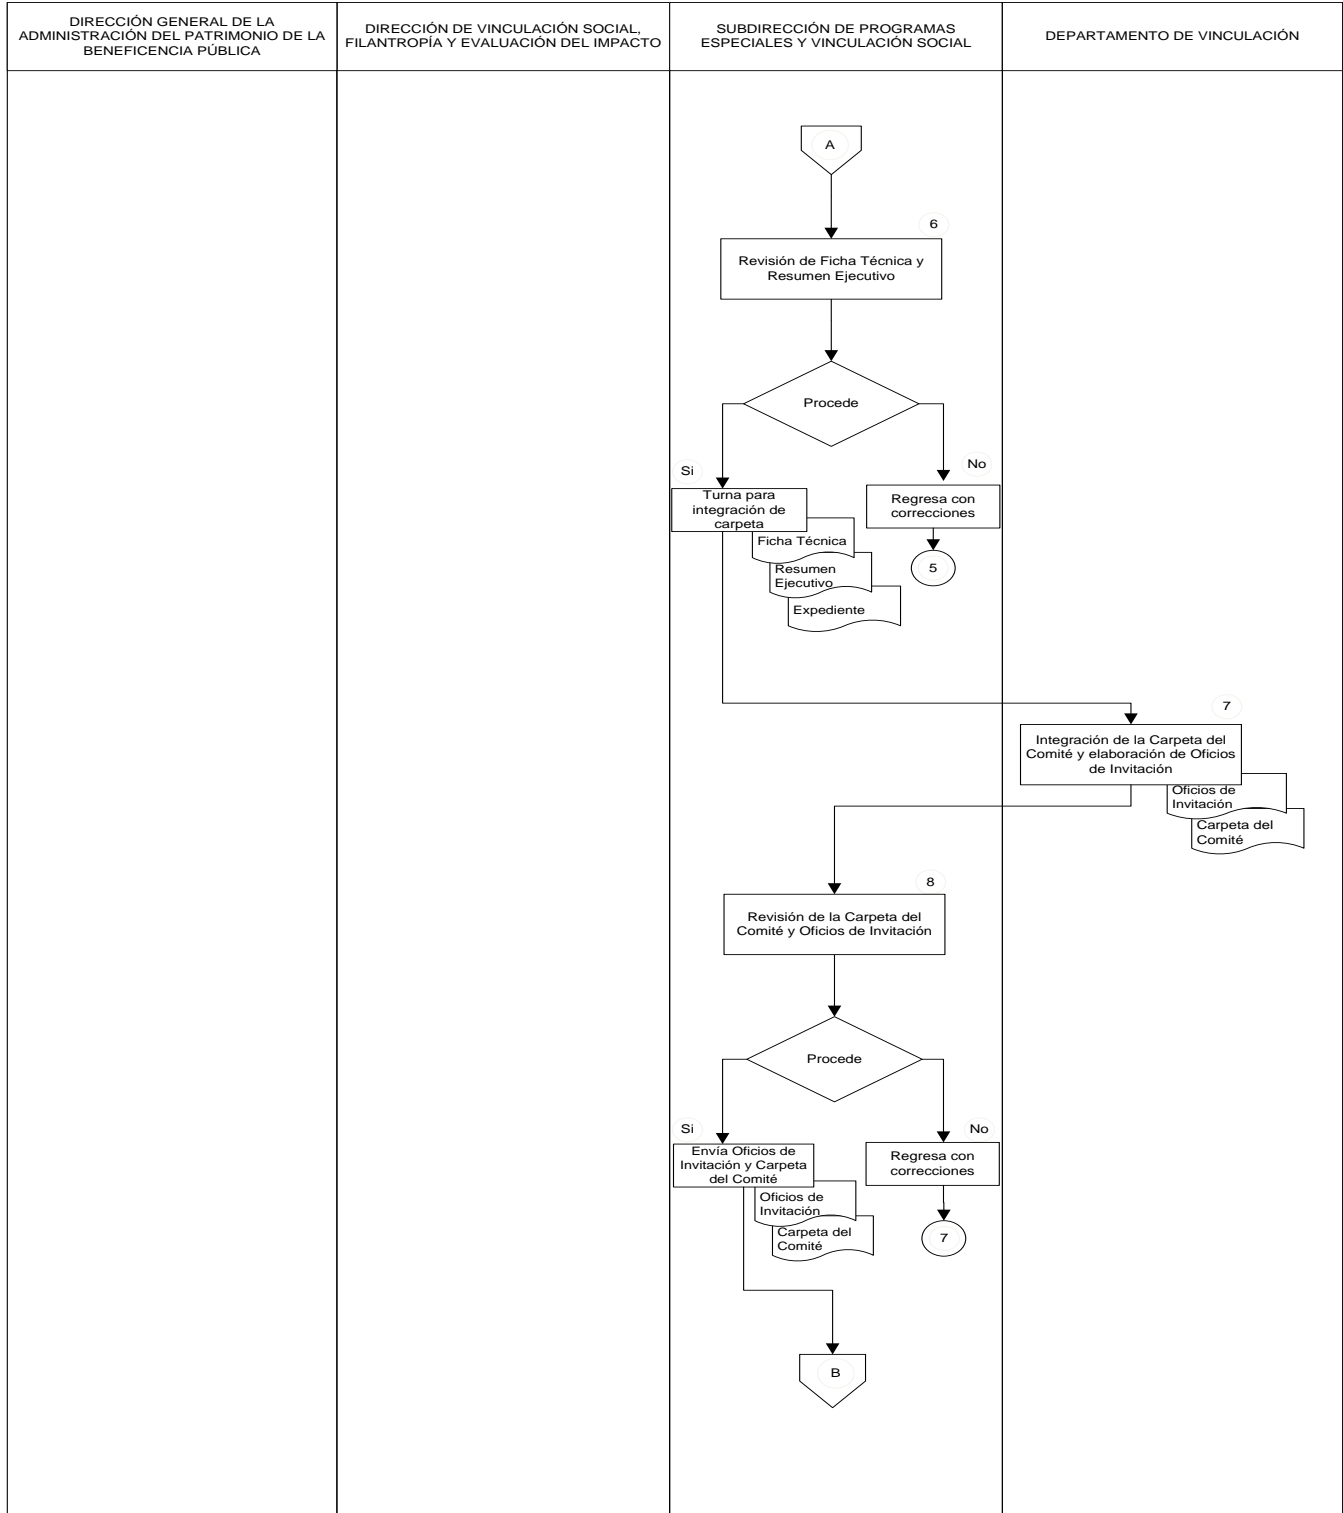 DIRECCIÓN GENERAL DE LA
ADMINISTRACIÓN DEL PATRIMONIO DE LA
BENEFICENCIA PÚBLICA
DIRECCIÓN DE VINCULACIÓN SOCIAL,
FILANTROPÍA Y EVALUACIÓN DEL IMPACTO
SUBDIRECCIÓN DE PROGRAMAS
ESPECIALES Y VINCULACIÓN SOCIAL
DEPARTAMENTO DE VINCULACIÓN
A
6
Revisión de Ficha Técnica y
Resumen Ejecutivo
Procede
Si
No
Turna para
integración de
carpeta
Regresa con
correcciones
Ficha Técnica
Resumen
Ejecutivo
Expediente
5
7
Integración de la Carpeta del
Comité y elaboración de Oficios
de Invitación
Oficios de
Invitación
Carpeta del
Comité
8
Revisión de la Carpeta del
Comité y Oficios de Invitación
Procede
Si
No
Envía Oficios de
Invitación y Carpeta
del Comité
Regresa con
correcciones
Oficios de
Invitación
Carpeta del
Comité
7
B